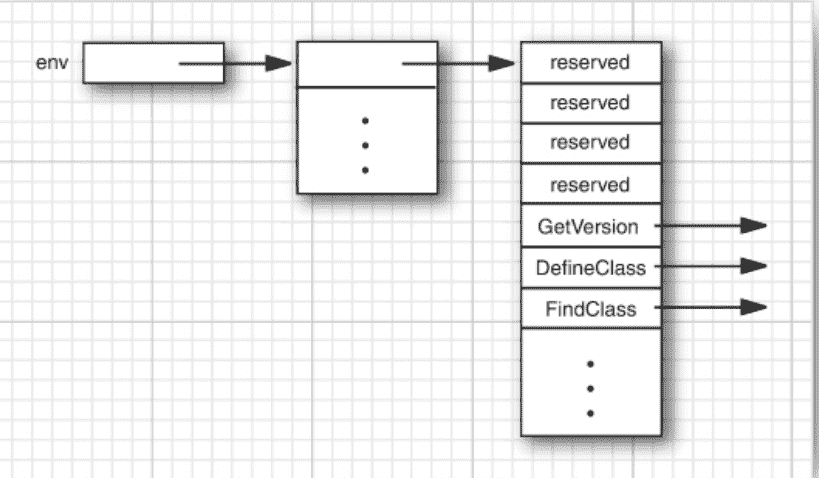 env
reserved
reserved
reserved
reserved
GetVersion
DefineClass
FindClass